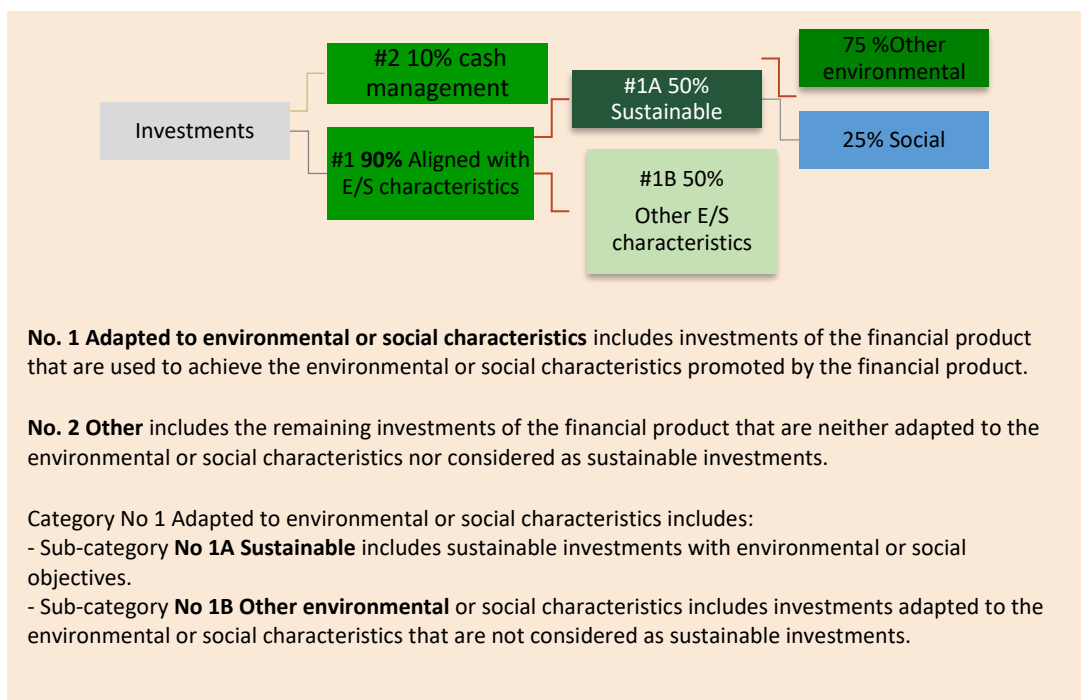 Investments
#2 10% cash
management
#1 90% Aligned with
E/S characteristics
#1A 50%
Sustainable
#1B 50%
Other E/S
characteristics
75 %Other
environmental
25% Social
No. 1 Adapted to environmental or social characteristics includes investments of the financial product
that are used to achieve the environmental or social characteristics promoted by the financial product.
No. 2 Other includes the remaining investments of the financial product that are neither adapted to the
environmental or social characteristics nor considered as sustainable investments.
Category No 1 Adapted to environmental or social characteristics includes:
- Sub-category No 1A Sustainable includes sustainable investments with environmental or social
objectives.
- Sub-category No 1B Other environmental or social characteristics includes investments adapted to the
environmental or social characteristics that are not considered as sustainable investments.